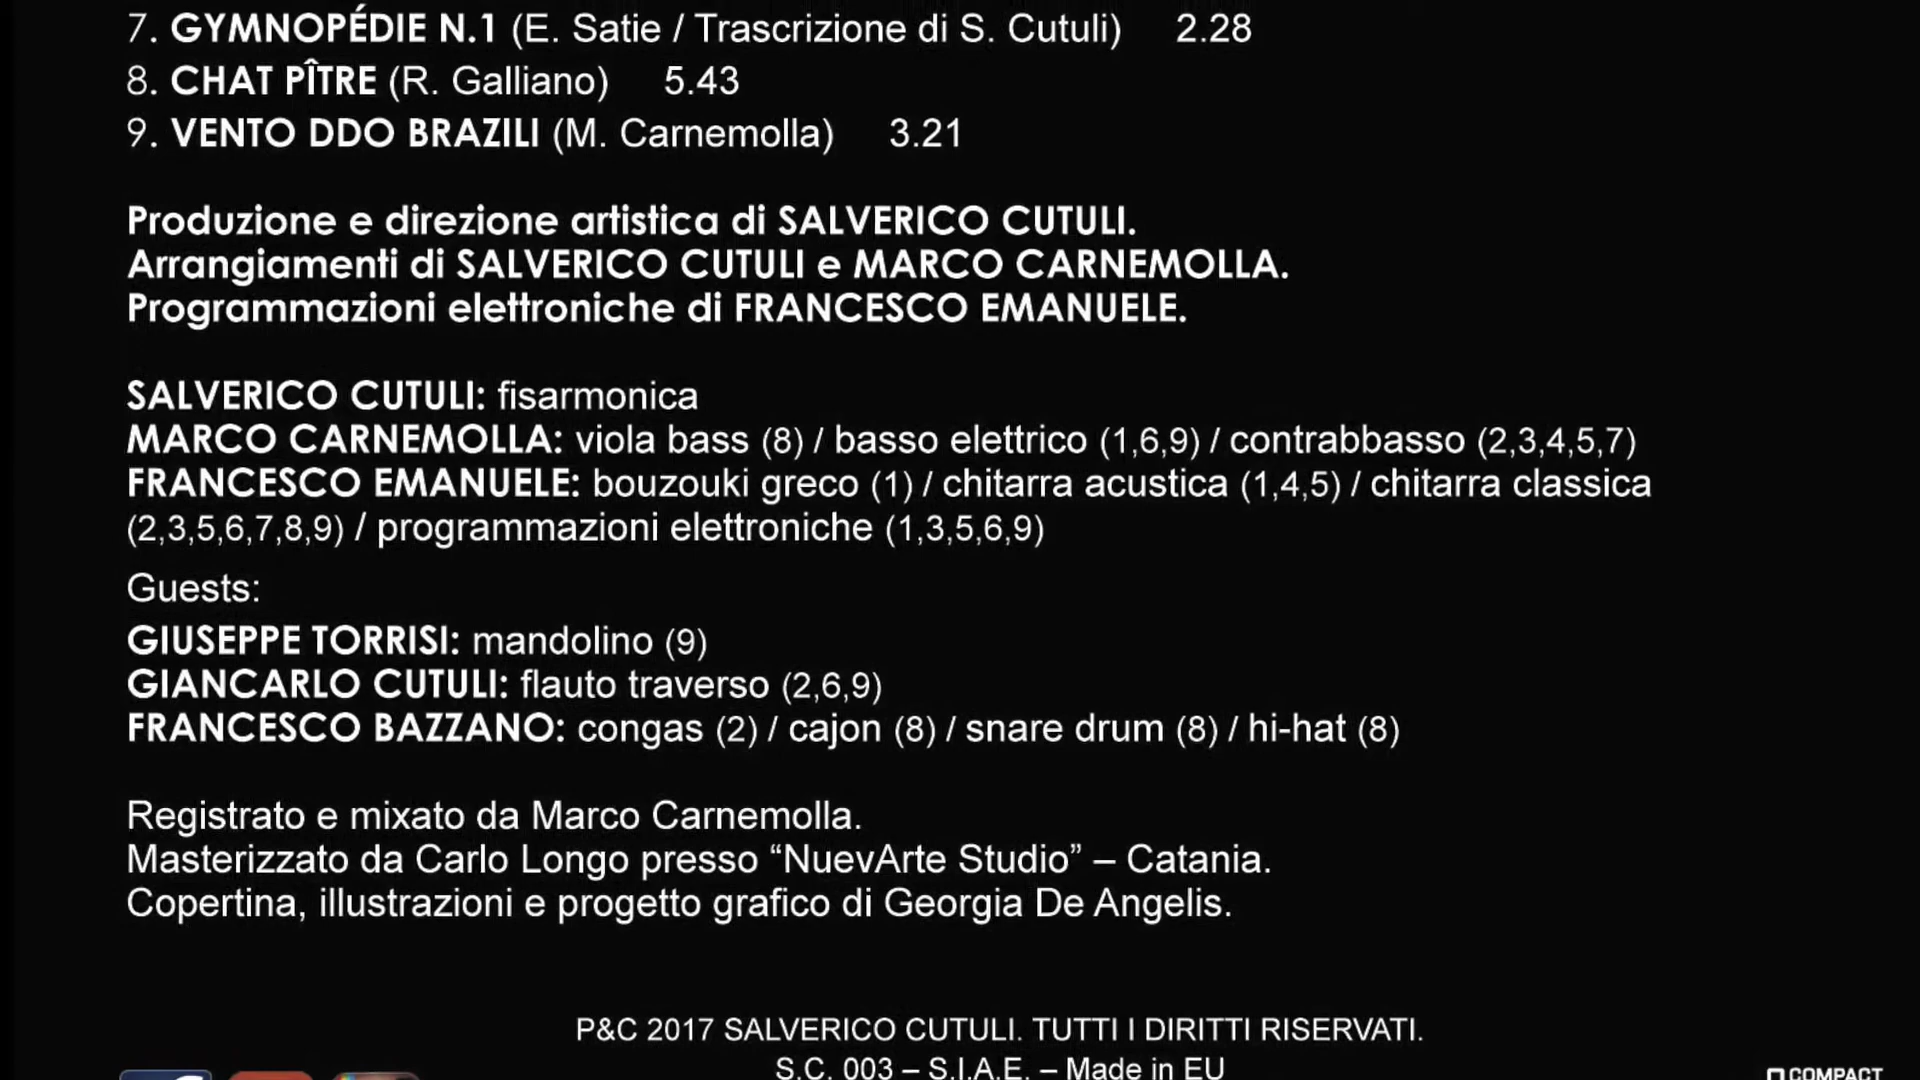 7. GYMNOPÉDIE N.1 (E. Satie / Trascrizione di S. Cutuli) 2.28
8. CHAT PÎTRE (R. Galliano) 5.43
9. VENTO DDO BRAZILI (M. Carnemolla) 3.21
Produzione e direzione artistica di SALVERICO CUTULI.
Arrangiamenti di SALVERICO CUTULI e MARCO CARNEMOLLA.
Programmazioni elettroniche di FRANCESCO EMANUELE.
SALVERICO CUTULI: fisarmonica
MARCO CARNEMOLLA: viola bass (8) / basso elettrico (1,6,9) / contrabbasso (2,3,4,5,7)
FRANCESCO EMANUELE: bouzouki greco (1) / chitarra acustica (1,4,5) / chitarra classica
(2,3,5,6,7,8,9) / programmazioni elettroniche (1,3,5,6,9)
Guests:
GIUSEPPE TORRISI: mandolino (9)
GIANCARLO CUTULI: flauto traverso (2,6,9)
FRANCESCO BAZZANO: congas (2) / cajon (8) / snare drum (8) / hi-hat (8)
Registrato e mixato da Marco Carnemolla.
Masterizzato da Carlo Longo presso “NuevArte Studio” – Catania.
Copertina, illustrazioni e progetto grafico di Georgia De Angelis.
P&C 2017 SALVERICO CUTULI. TUTTI I DIRITTI RISERVATI.
S.C. 003 – S.I.A.E. – Made in EU
COMPACT